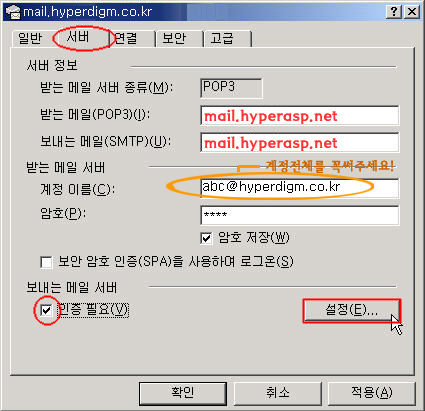 mail.hyperdigm.co.kr
일반 서버 연결 보안 고급
서버 정보
받는 메일 서버 종류(M): POP3
받는 메일(POP3)(I): mail.hyperasp.net
보내는 메일(SMTP)(U): mail.hyperasp.net
받는 메일 서버
계정전체를 꼭써주세요!
계정 이름(C): abc@hyperdigm.co.kr
암호(P): ****
암호 저장(W)
보안 암호 인증(SPA)을 사용하며 로그온(S)
보내는 메일 서버
인증 필요(V) 설정(E)...
확인 취소 적용(A)